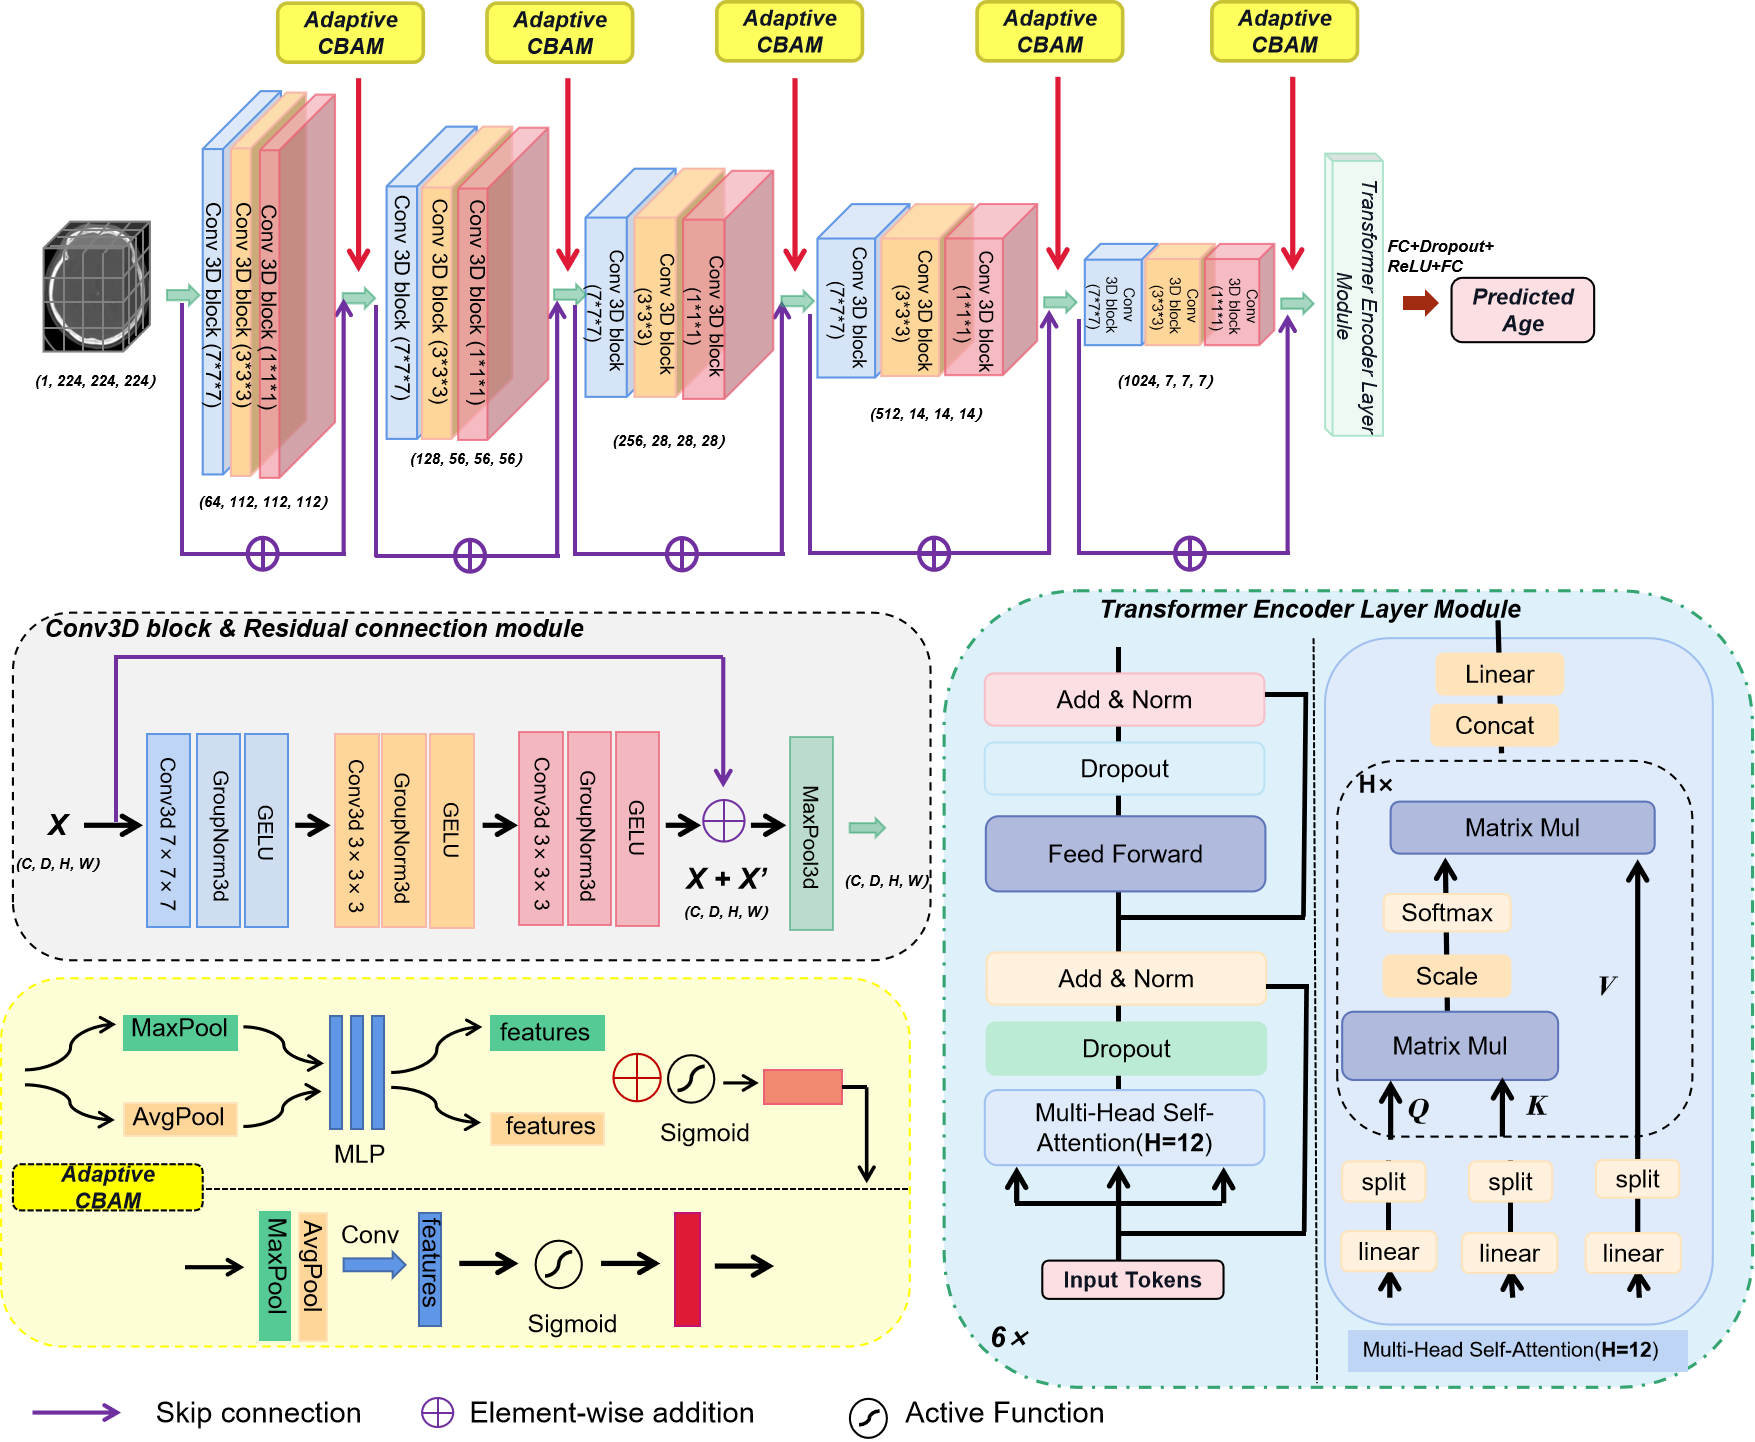 Adaptive
CBAM
Adaptive
CBAM
Adaptive
CBAM
Adaptive
CBAM
Adaptive
CBAM
(1, 224, 224, 224)
Conv 3D block (7*7*7)
Conv 3D block (3*3*3)
Conv 3D block (1*1*1)
(64, 112, 112, 112)
Conv 3D block (7*7*7)
Conv 3D block (3*3*3)
Conv 3D block (1*1*1)
(128, 56, 56, 56)
Conv 3D block
(7*7*7)
Conv 3D block
(3*3*3)
Conv 3D block
(1*1*1)
(256, 28, 28, 28)
Conv 3D block
(7*7*7)
Conv 3D block
(3*3*3)
Conv 3D block
(1*1*1)
(512, 14, 14, 14)
Conv
3D block
(7*7*7)
Conv
3D block
(3*3*3)
Conv
3D block
(1*1*1)
(1024, 7, 7, 7)
Transformer Encoder Layer
Module
FC+Dropout+
ReLU+FC
Predicted
Age
Conv3D block & Residual connection module
X
(C, D, H, W)
Conv3d 7×7×7
GroupNorm3d
GELU
Conv3d 3×3×3
GroupNorm3d
GELU
Conv3d 3×3×3
GroupNorm3d
GELU
X + X’
(C, D, H, W)
MaxPool3d
(C, D, H, W)
MaxPool
AvgPool
MLP
features
features
Sigmoid
Adaptive
CBAM
MaxPool
AvgPool
Conv
features
Sigmoid
Transformer Encoder Layer Module
Add & Norm
Dropout
Feed Forward
Add & Norm
Dropout
Multi-Head Self-
Attention(H=12)
Input Tokens
6×
Linear
Concat
H×
Matrix Mul
Softmax
Scale
V
Matrix Mul
Q
K
split
split
split
linear
linear
linear
Multi-Head Self-Attention(H=12)
Skip connection
Element-wise addition
Active Function